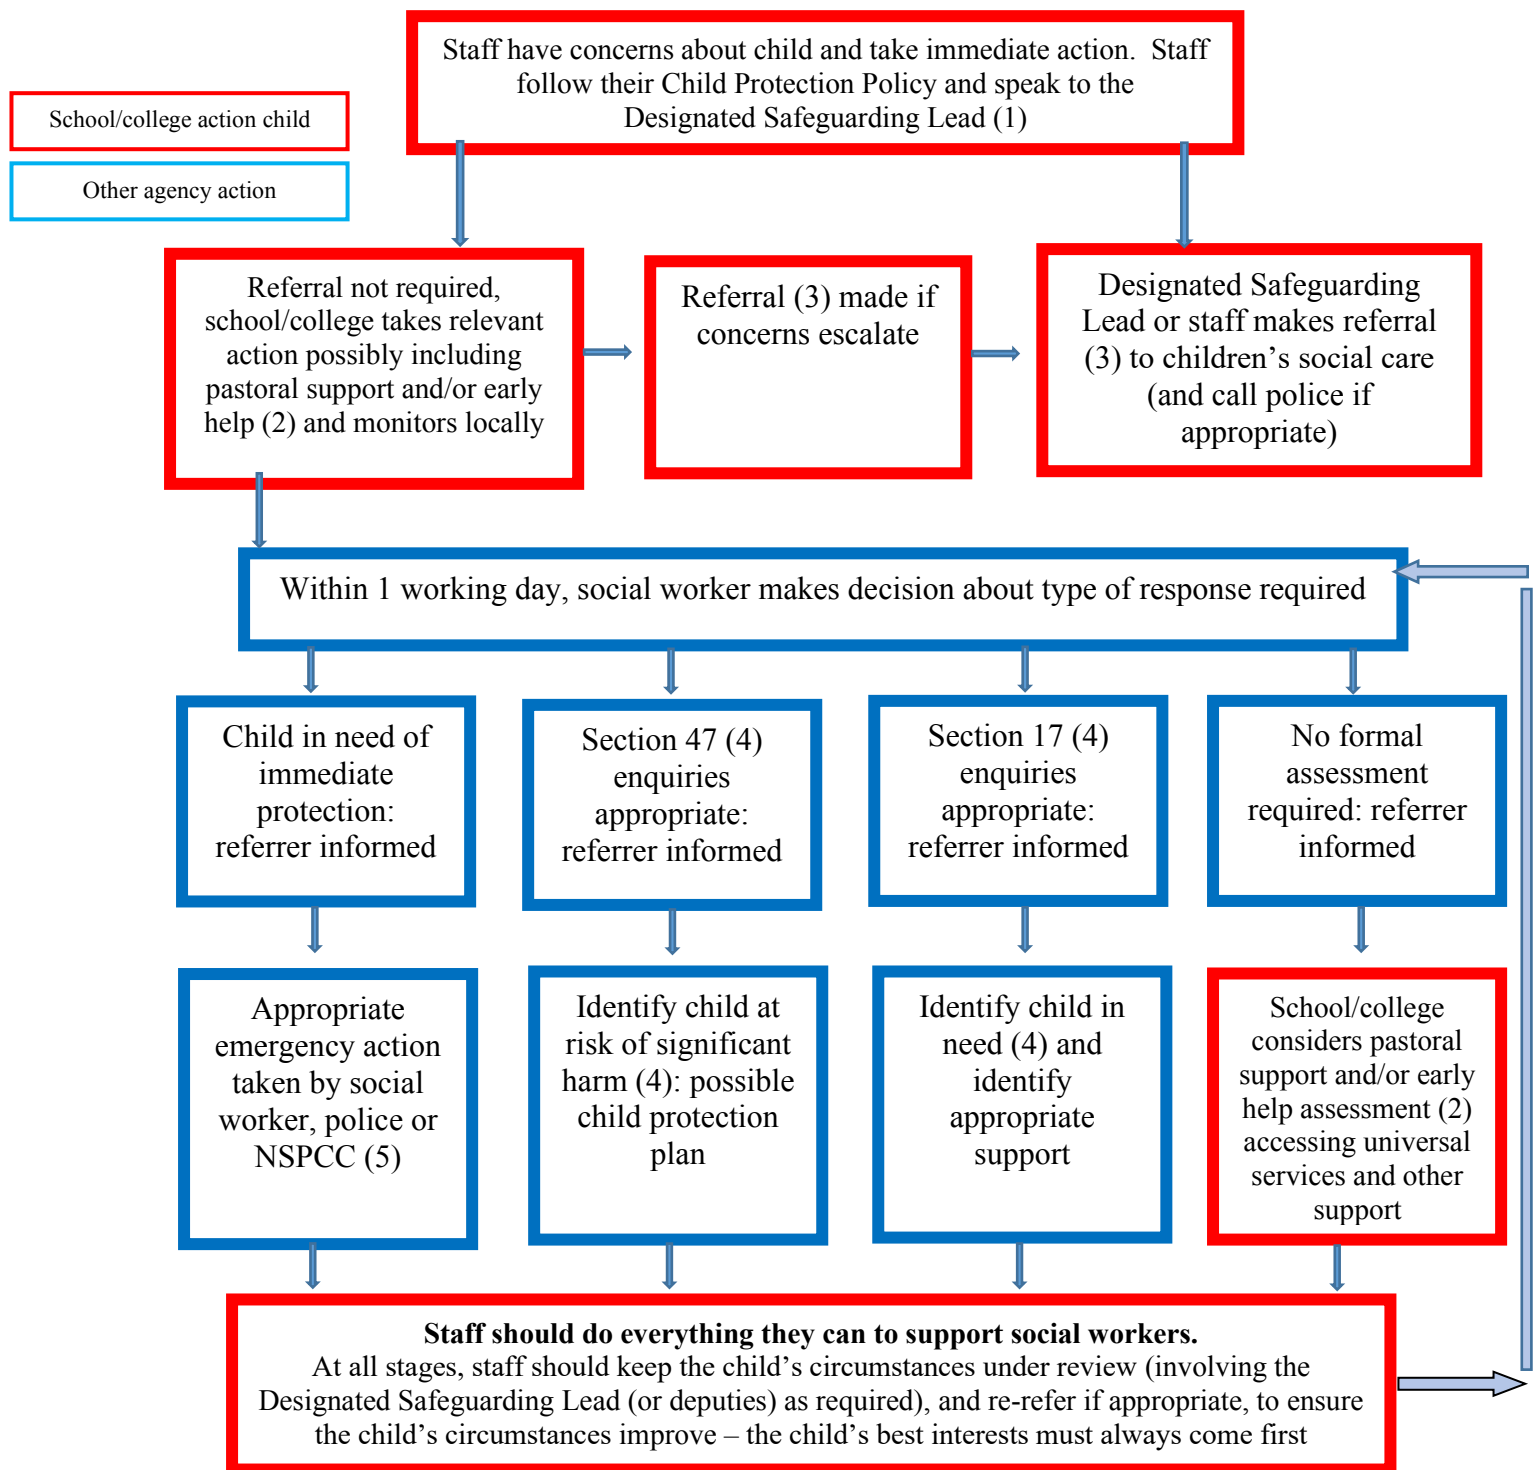 Staff have concerns about child and take immediate action.  Staff
follow their Child Protection Policy and speak to the
Designated Safeguarding Lead (1)
School/college action child
Other agency action
Referral not required,
school/college takes relevant
action possibly including
pastoral support and/or early
help (2) and monitors locally
Referral (3) made if
concerns escalate
Designated Safeguarding
Lead or staff makes referral
(3) to children’s social care
(and call police if
appropriate)
Within 1 working day, social worker makes decision about type of response required
Child in need of
immediate
protection:
referrer informed
Section 47 (4)
enquiries
appropriate:
referrer informed
Section 17 (4)
enquiries
appropriate:
referrer informed
No formal
assessment
required: referrer
informed
Appropriate
emergency action
taken by social
worker, police or
NSPCC (5)
Identify child at
risk of significant
harm (4): possible
child protection
plan
Identify child in
need (4) and
identify
appropriate
support
School/college
considers pastoral
support and/or early
help assessment (2)
accessing universal
services and other
support
Staff should do everything they can to support social workers.
At all stages, staff should keep the child’s circumstances under review (involving the
Designated Safeguarding Lead (or deputies) as required), and re-refer if appropriate, to ensure
the child’s circumstances improve – the child’s best interests must always come first